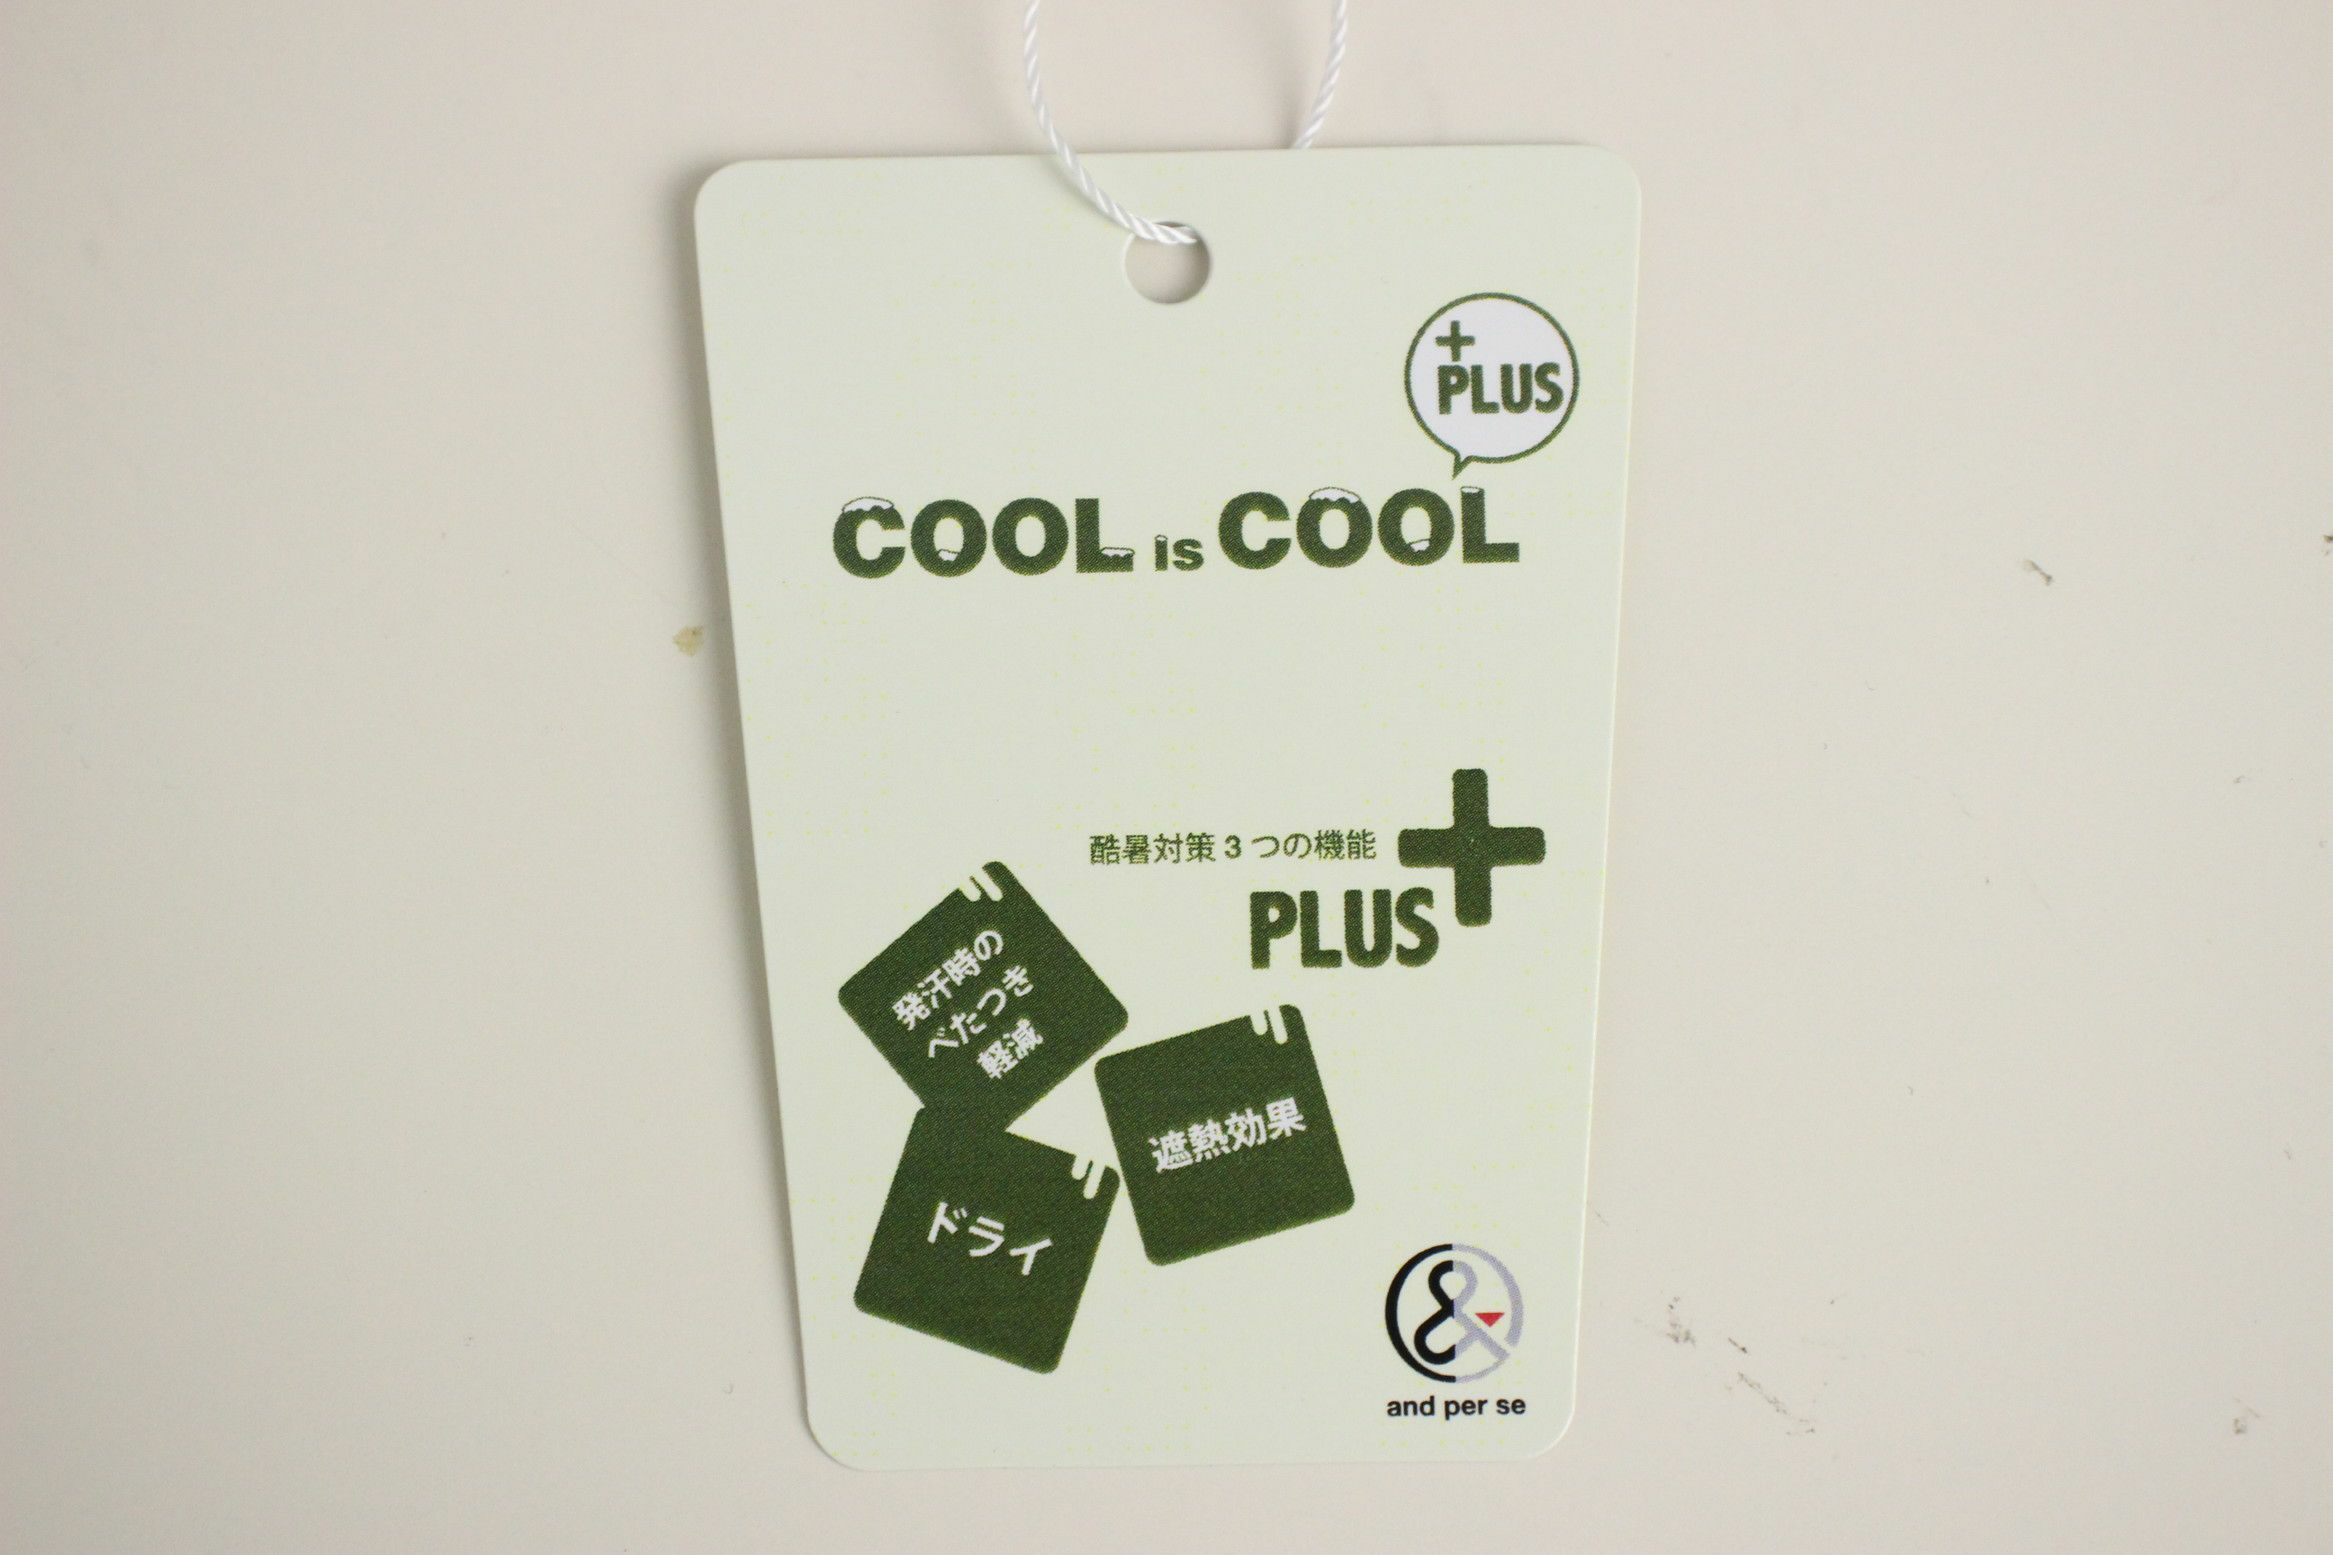 +
PLUS
COOL is COOL
酷暑対策3つの機能
PLUS+
発汗時の
べたつき
軽減
遮熱効果
ドライ
&
and per se